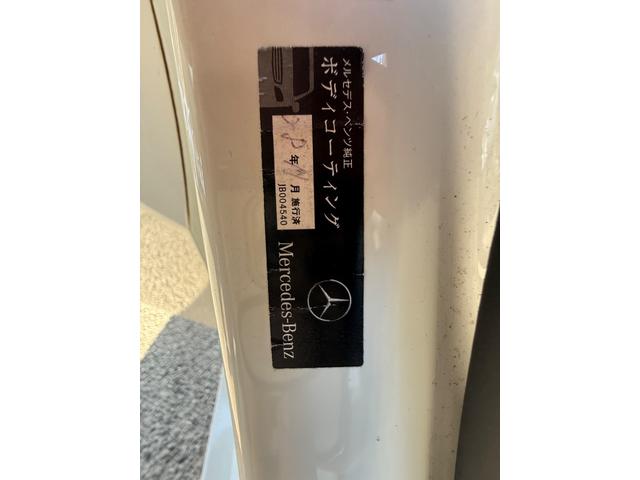 メルセデス・ベンツ純正
ボディコーティング
年 月 施行済
JB004540
Mercedes-Benz